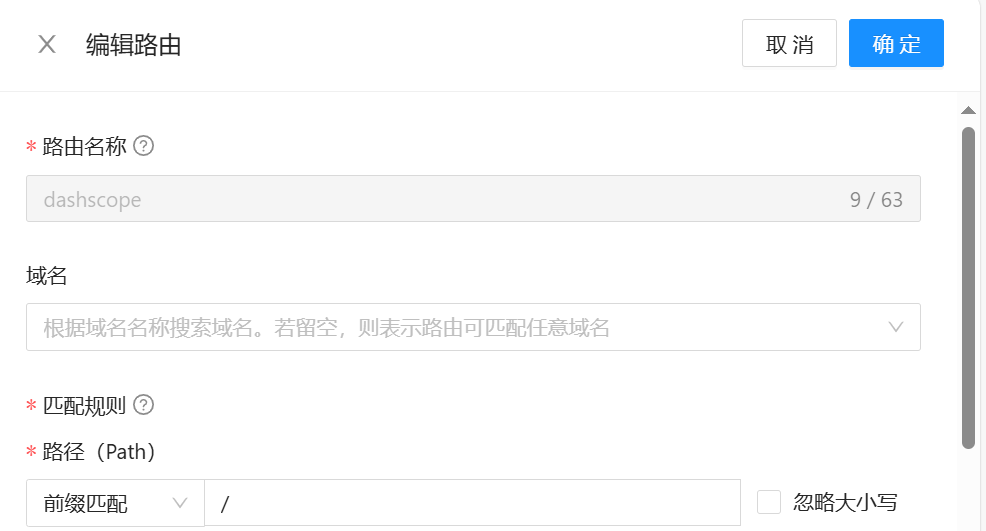 编辑路由
取 消
确 定
* 路由名称
dashscope
9 / 63
域名
根据域名名称搜索域名。若留空，则表示路由可匹配任意域名
* 匹配规则
* 路径（Path）
前缀匹配
/
忽略大小写